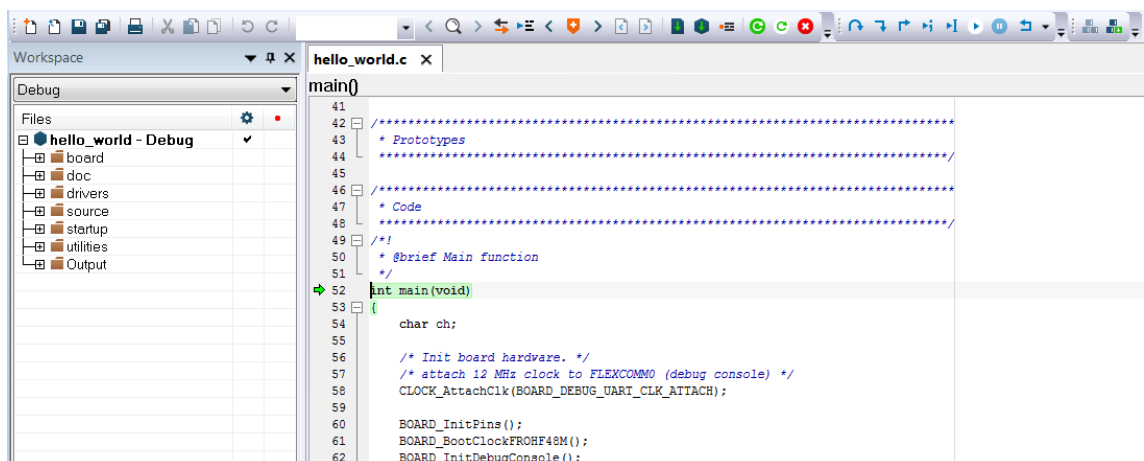 Workspace
Debug
Files
hello_world - Debug
board
doc
drivers
source
startup
utilities
Output
hello_world.c
main()
41
42 /*******************************************************************************
43 * Prototypes
44 ******************************************************************************/
45
46 /*******************************************************************************
47 * Code
48 ******************************************************************************/
49 /*!
50 * @brief Main function
51 */
52 int main(void)
53 {
54 char ch;
55
56 /* Init board hardware. */
57 /* attach 12 MHz clock to FLEXCOMM0 (debug console) */
58 CLOCK_AttachClk(BOARD_DEBUG_UART_CLK_ATTACH);
59
60 BOARD_InitPins();
61 BOARD_BootClockFROHF48M();
62 BOARD_InitDebugConsole();